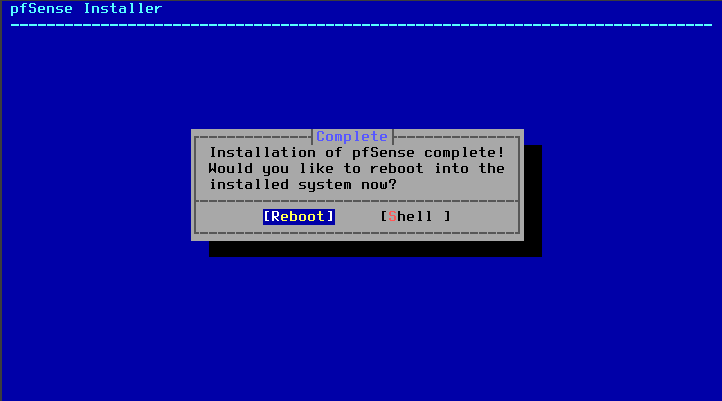 pfSense Installer
Complete
Installation of pfSense complete!
Would you like to reboot into the
installed system now?
[Reboot] [Shell ]